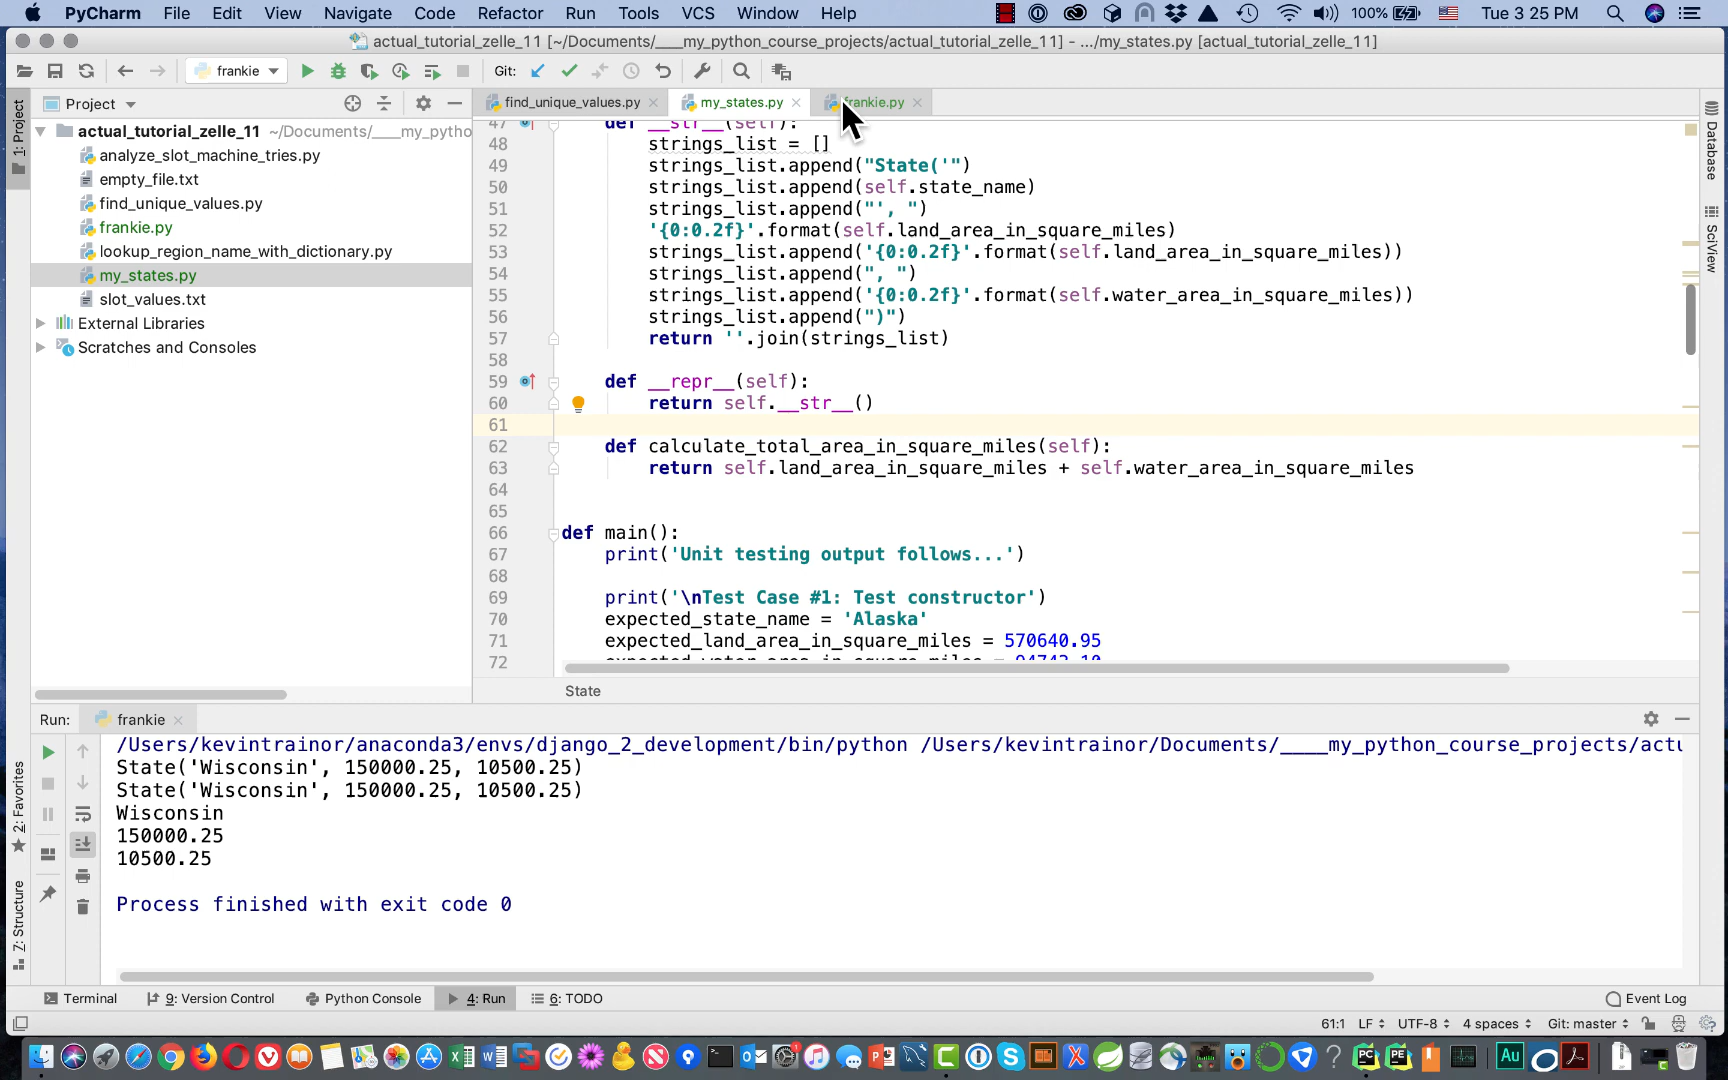 PyCharm File Edit View Navigate Code Refactor Run Tools VCS Window Help 100% Tue 3 25 PM
actual_tutorial_zelle_11 [~/Documents/____my_python_course_projects/actual_tutorial_zelle_11] - .../my_states.py [actual_tutorial_zelle_11]
frankie Git:
Project find_unique_values.py my_states.py frankie.py
1: Project
actual_tutorial_zelle_11 ~/Documents/____my_pytho
analyze_slot_machine_tries.py
empty_file.txt
find_unique_values.py
frankie.py
lookup_region_name_with_dictionary.py
my_states.py
slot_values.txt
External Libraries
Scratches and Consoles
47 def __str__(self):
48 strings_list = []
49 strings_list.append("State('")
50 strings_list.append(self.state_name)
51 strings_list.append("', ")
52 '{0:0.2f}'.format(self.land_area_in_square_miles)
53 strings_list.append('{0:0.2f}'.format(self.land_area_in_square_miles))
54 strings_list.append(", ")
55 strings_list.append('{0:0.2f}'.format(self.water_area_in_square_miles))
56 strings_list.append(")")
57 return ''.join(strings_list)
58
59 def __repr__(self):
60 return self.__str__()
61
62 def calculate_total_area_in_square_miles(self):
63 return self.land_area_in_square_miles + self.water_area_in_square_miles
64
65
66 def main():
67 print('Unit testing output follows...')
68
69 print('\nTest Case #1: Test constructor')
70 expected_state_name = 'Alaska'
71 expected_land_area_in_square_miles = 570640.95
72 expected_water_area_in_square_miles = 94743.10
State
Database
SciView
Run: frankie
/Users/kevintrainor/anaconda3/envs/django_2_development/bin/python /Users/kevintrainor/Documents/____my_python_course_projects/actu
State('Wisconsin', 150000.25, 10500.25)
State('Wisconsin', 150000.25, 10500.25)
Wisconsin
150000.25
10500.25
Process finished with exit code 0
2: Favorites
7: Structure
Terminal 9: Version Control Python Console 4: Run 6: TODO Event Log
61:1 LF UTF-8 4 spaces Git: master
PC PE Au